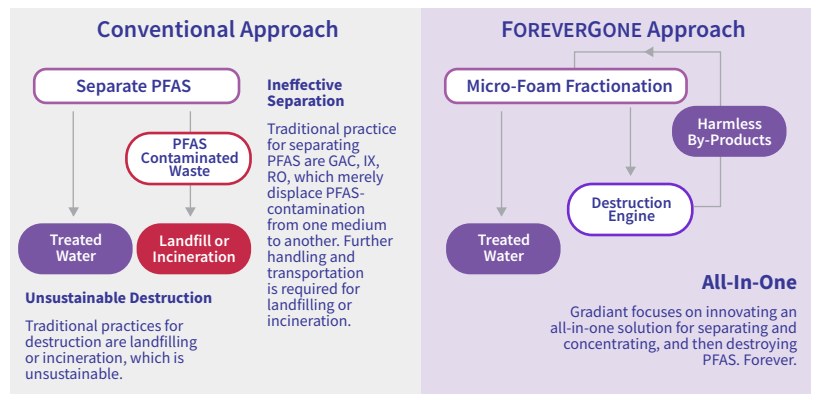 Conventional Approach
Separate PFAS
PFAS
Contaminated
Waste
Treated
Water
Landfill or
Incineration
Unsustainable Destruction
Traditional practices for
destruction are landfilling
or incineration, which is
unsustainable.
Ineffective
Separation
Traditional practice
for separating
PFAS are GAC, IX,
RO, which merely
displace PFAS-
contamination
from one medium
to another. Further
handling and
transportation
is required for
landfilling or
incineration.
FOREVERGONE Approach
Micro-Foam Fractionation
Harmless
By-Products
Destruction
Engine
Treated
Water
All-In-One
Gradiant focuses on innovating an
all-in-one solution for separating and
concentrating, and then destroying
PFAS. Forever.